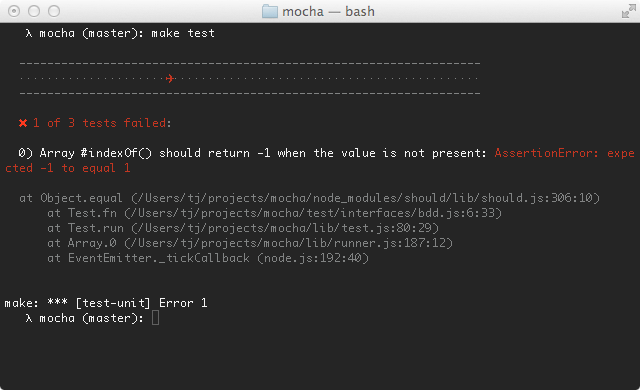 mocha — bash
λ mocha (master): make test
✖ 1 of 3 tests failed:
0) Array #indexOf() should return -1 when the value is not present: AssertionError: expe
cted -1 to equal 1
at Object.equal (/Users/tj/projects/mocha/node_modules/should/lib/should.js:306:10)
at Test.fn (/Users/tj/projects/mocha/test/interfaces/bdd.js:6:33)
at Test.run (/Users/tj/projects/mocha/lib/test.js:80:29)
at Array.0 (/Users/tj/projects/mocha/lib/runner.js:187:12)
at EventEmitter._tickCallback (node.js:192:40)
make: *** [test-unit] Error 1
λ mocha (master):